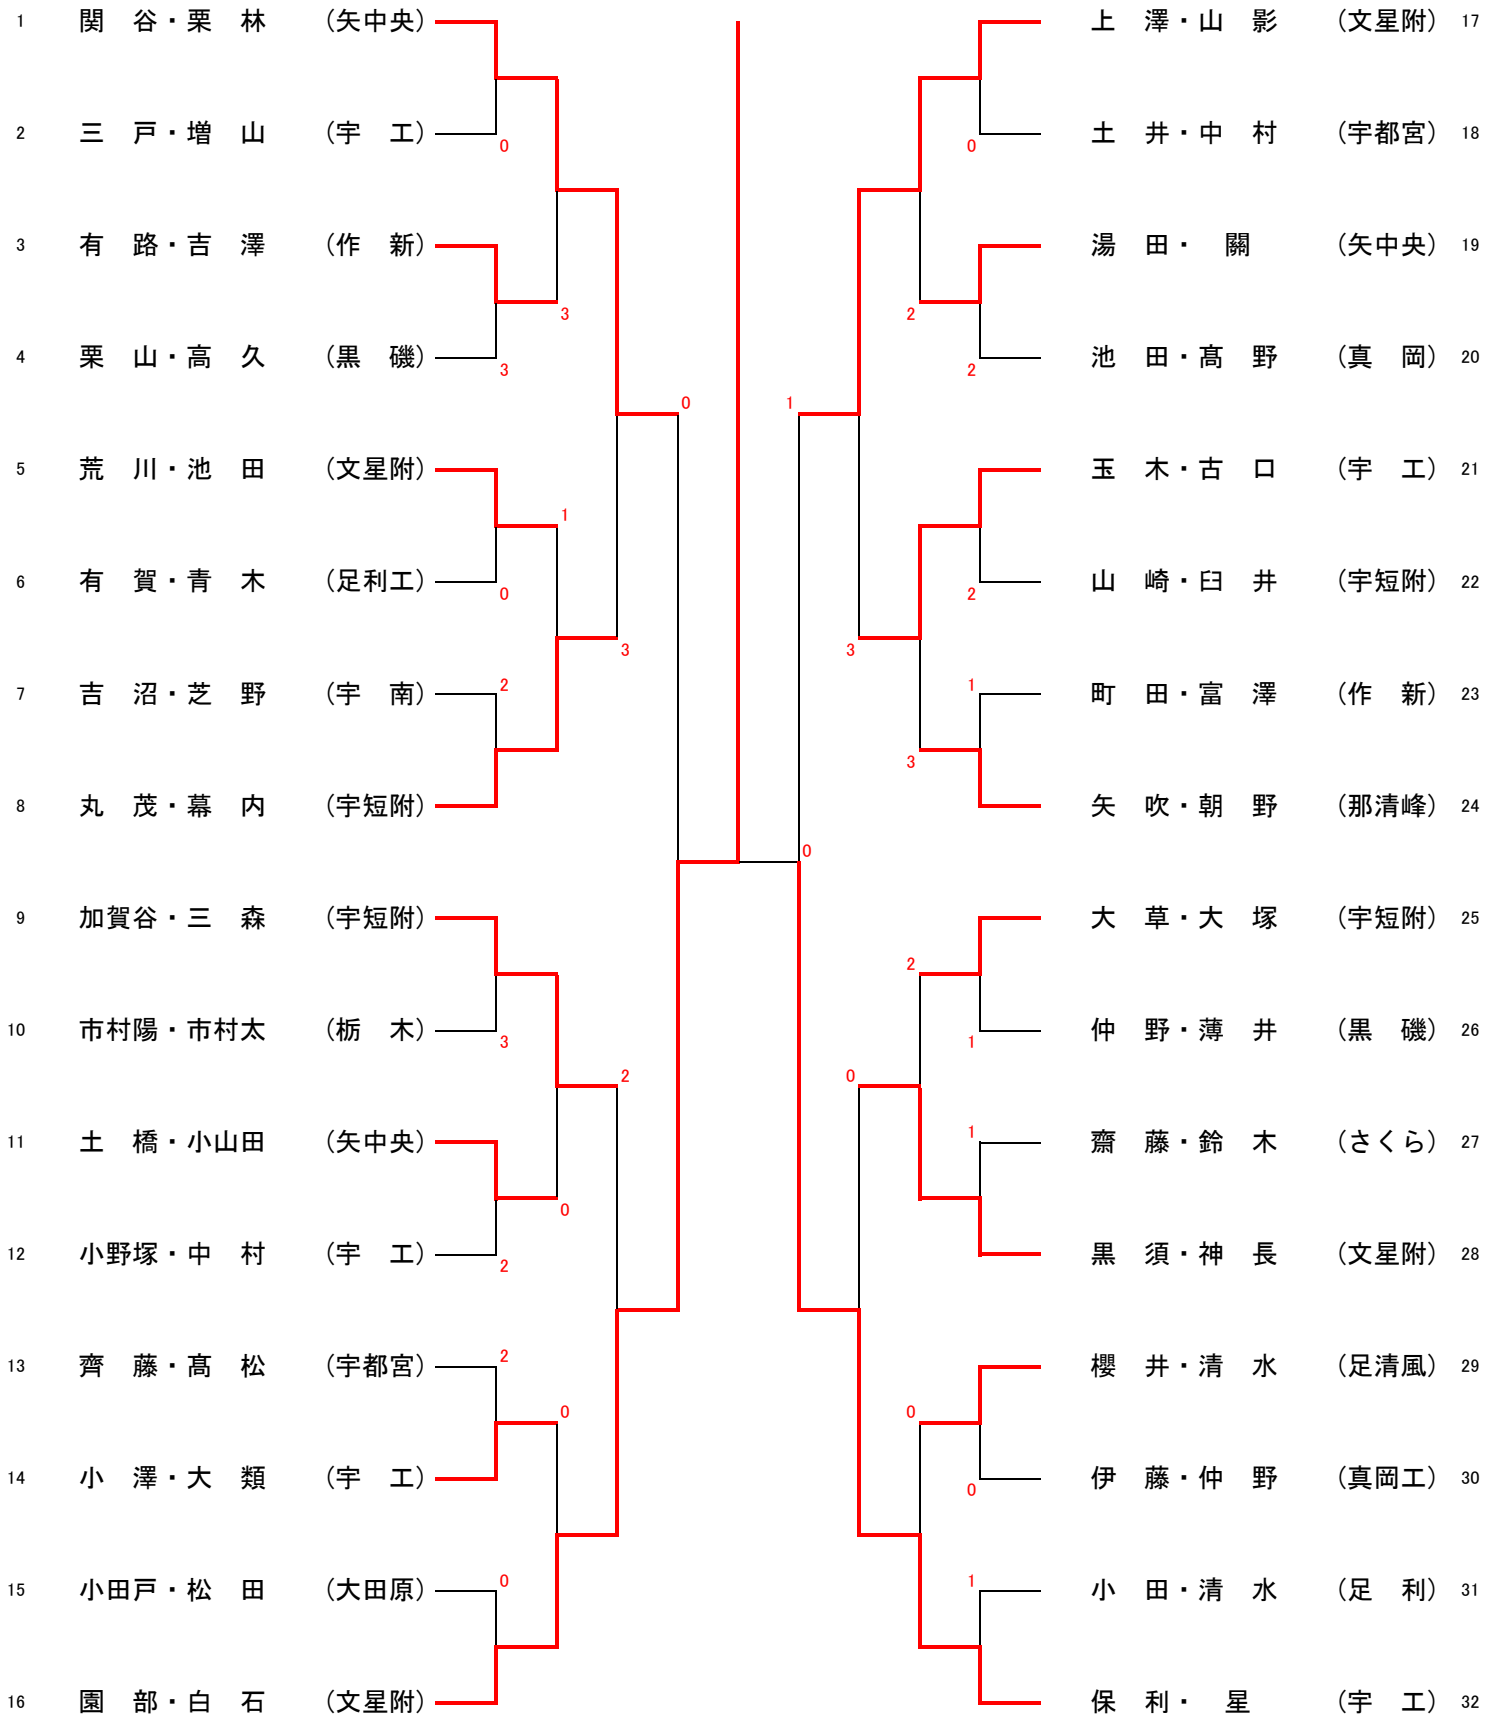 1 関　谷・栗　林 （矢中央） 上　澤・山　影 （文星附） 17
2 三　戸・増　山 （宇　工） 0 0 土　井・中　村 （宇都宮） 18
3 有　路・吉　澤 （作　新） 湯　田・　關 （矢中央） 19
3 2
4 栗　山・高　久 （黒　磯） 3 2 池　田・髙　野 （真　岡） 20
0 1
5 荒　川・池　田 （文星附） 玉　木・古　口 （宇　工） 21
1
6 有　賀・青　木 （足利工） 0 2 山　崎・臼　井 （宇短附） 22
3 3
7 吉　沼・芝　野 （宇　南） 2 1 町　田・富　澤 （作　新） 23
3
8 丸　茂・幕　内 （宇短附） 矢　吹・朝　野 （那清峰） 24
0
9 加賀谷・三　森 （宇短附） 大　草・大　塚 （宇短附） 25
2
10 市村陽・市村太 （栃　木） 3 1 仲　野・薄　井 （黒　磯） 26
2 0
11 土　橋・小山田 （矢中央） 1 齋　藤・鈴　木 （さくら） 27
0
12 小野塚・中　村 （宇　工） 2 黒　須・神　長 （文星附） 28
13 齊　藤・髙　松 （宇都宮） 2 櫻　井・清　水 （足清風） 29
0 0
14 小　澤・大　類 （宇　工） 0 伊　藤・仲　野 （真岡工） 30
15 小田戸・松　田 （大田原） 0 1 小　田・清　水 （足　利） 31
16 園　部・白　石 （文星附） 保　利・　星 （宇　工） 32